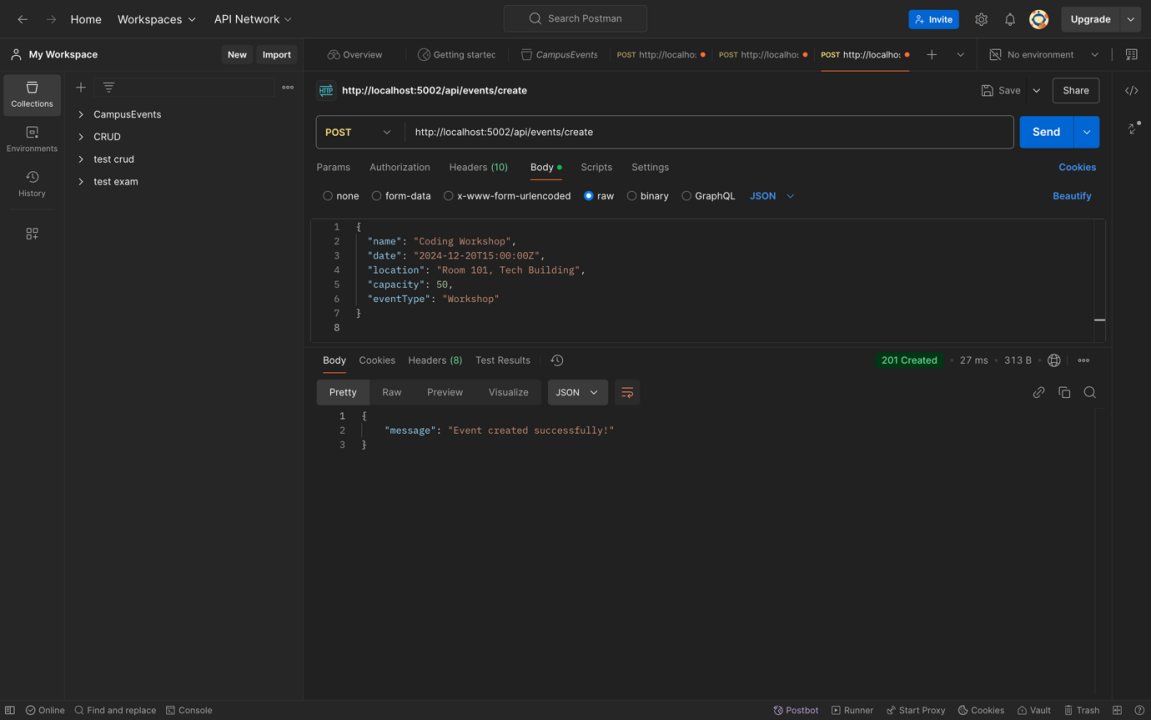 Home
Workspaces
API Network
Search Postman
Invite
Upgrade
My Workspace
New
Import
Overview
Getting started
CampusEvents
POST http://localho:
POST http://localho:
POST http://localho:
No environment
Collections
Environments
History
CampusEvents
CRUD
test crud
test exam
HTTP
http://localhost:5002/api/events/create
Save
Share
POST
http://localhost:5002/api/events/create
Send
Params
Authorization
Headers (10)
Body
Scripts
Settings
Cookies
none
form-data
x-www-form-urlencoded
raw
binary
GraphQL
JSON
Beautify
1 {
2 "name": "Coding Workshop",
3 "date": "2024-12-20T15:00:00Z",
4 "location": "Room 101, Tech Building",
5 "capacity": 50,
6 "eventType": "Workshop"
7 }
8
Body
Cookies
Headers (8)
Test Results
201 Created
27 ms
313 B
Pretty
Raw
Preview
Visualize
JSON
1 {
2 "message": "Event created successfully!"
3 }
Online
Find and replace
Console
Postbot
Runner
Start Proxy
Cookies
Vault
Trash